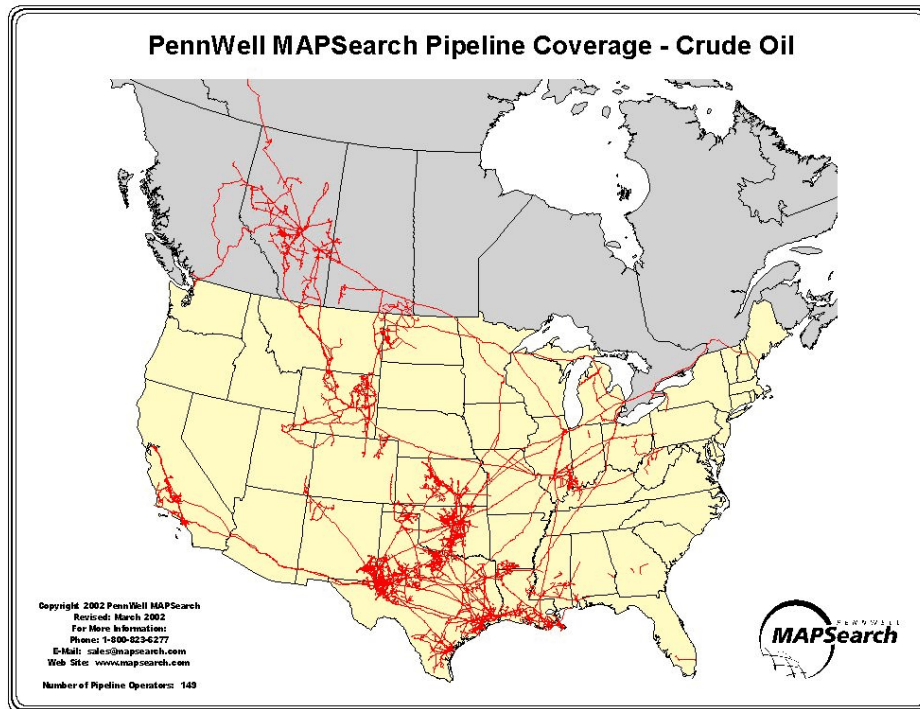 PennWell MAPSearch Pipeline Coverage - Crude Oil
Copyright 2002 PennWell MAPSearch
Revised: March 2002
For More Information:
Phone: 1-800-823-6277
E-Mail: sales@mapsearch.com
Web Site: www.mapsearch.com
Number of Pipeline Operators: 149
PENNWELL
MAPSearch